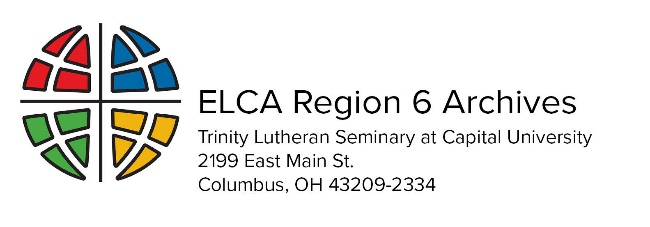 ELCA Region 6 Archives
Trinity Lutheran Seminary at Capital University
2199 East Main St.
Columbus, OH 43209-2334